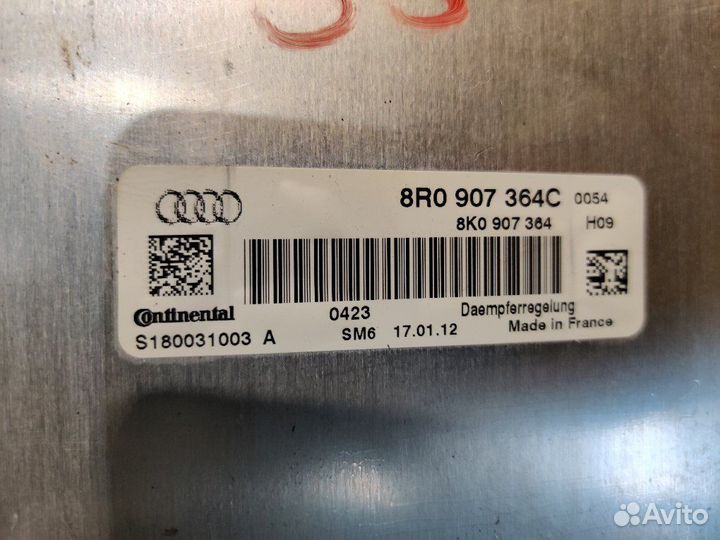 8R0 907 364C 0054
8K0 907 364 H09
Continental
0423
Daempferregelung
S180031003 A
SM6 17.01.12
Made in France
Avito